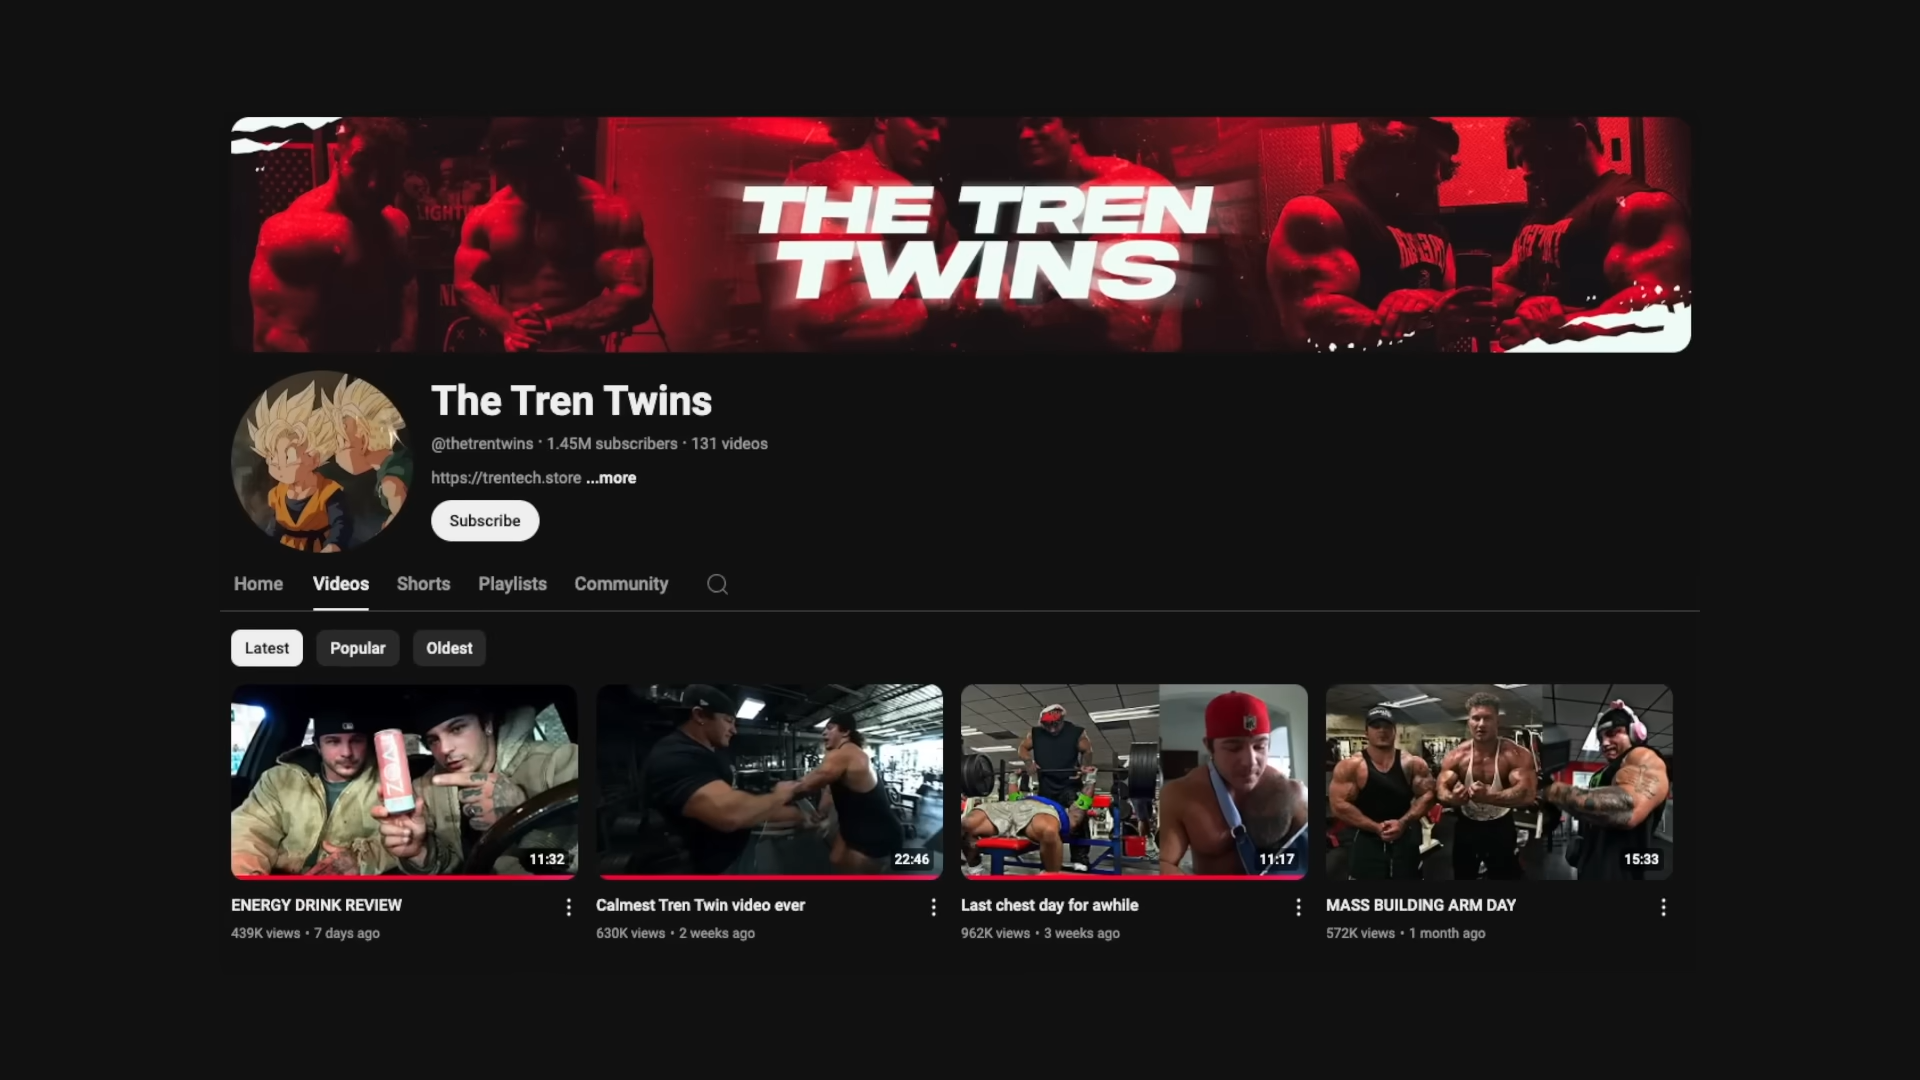 THE TREN
TWINS
The Tren Twins
@thetrentwins · 1.45M subscribers · 131 videos
https://trentech.store ...more
Subscribe
Home Videos Shorts Playlists Community
Latest Popular Oldest
11:32 22:46 11:17 15:33
ENERGY DRINK REVIEW
439K views • 7 days ago
Calmest Tren Twin video ever
630K views • 2 weeks ago
Last chest day for awhile
962K views • 3 weeks ago
MASS BUILDING ARM DAY
572K views • 1 month ago